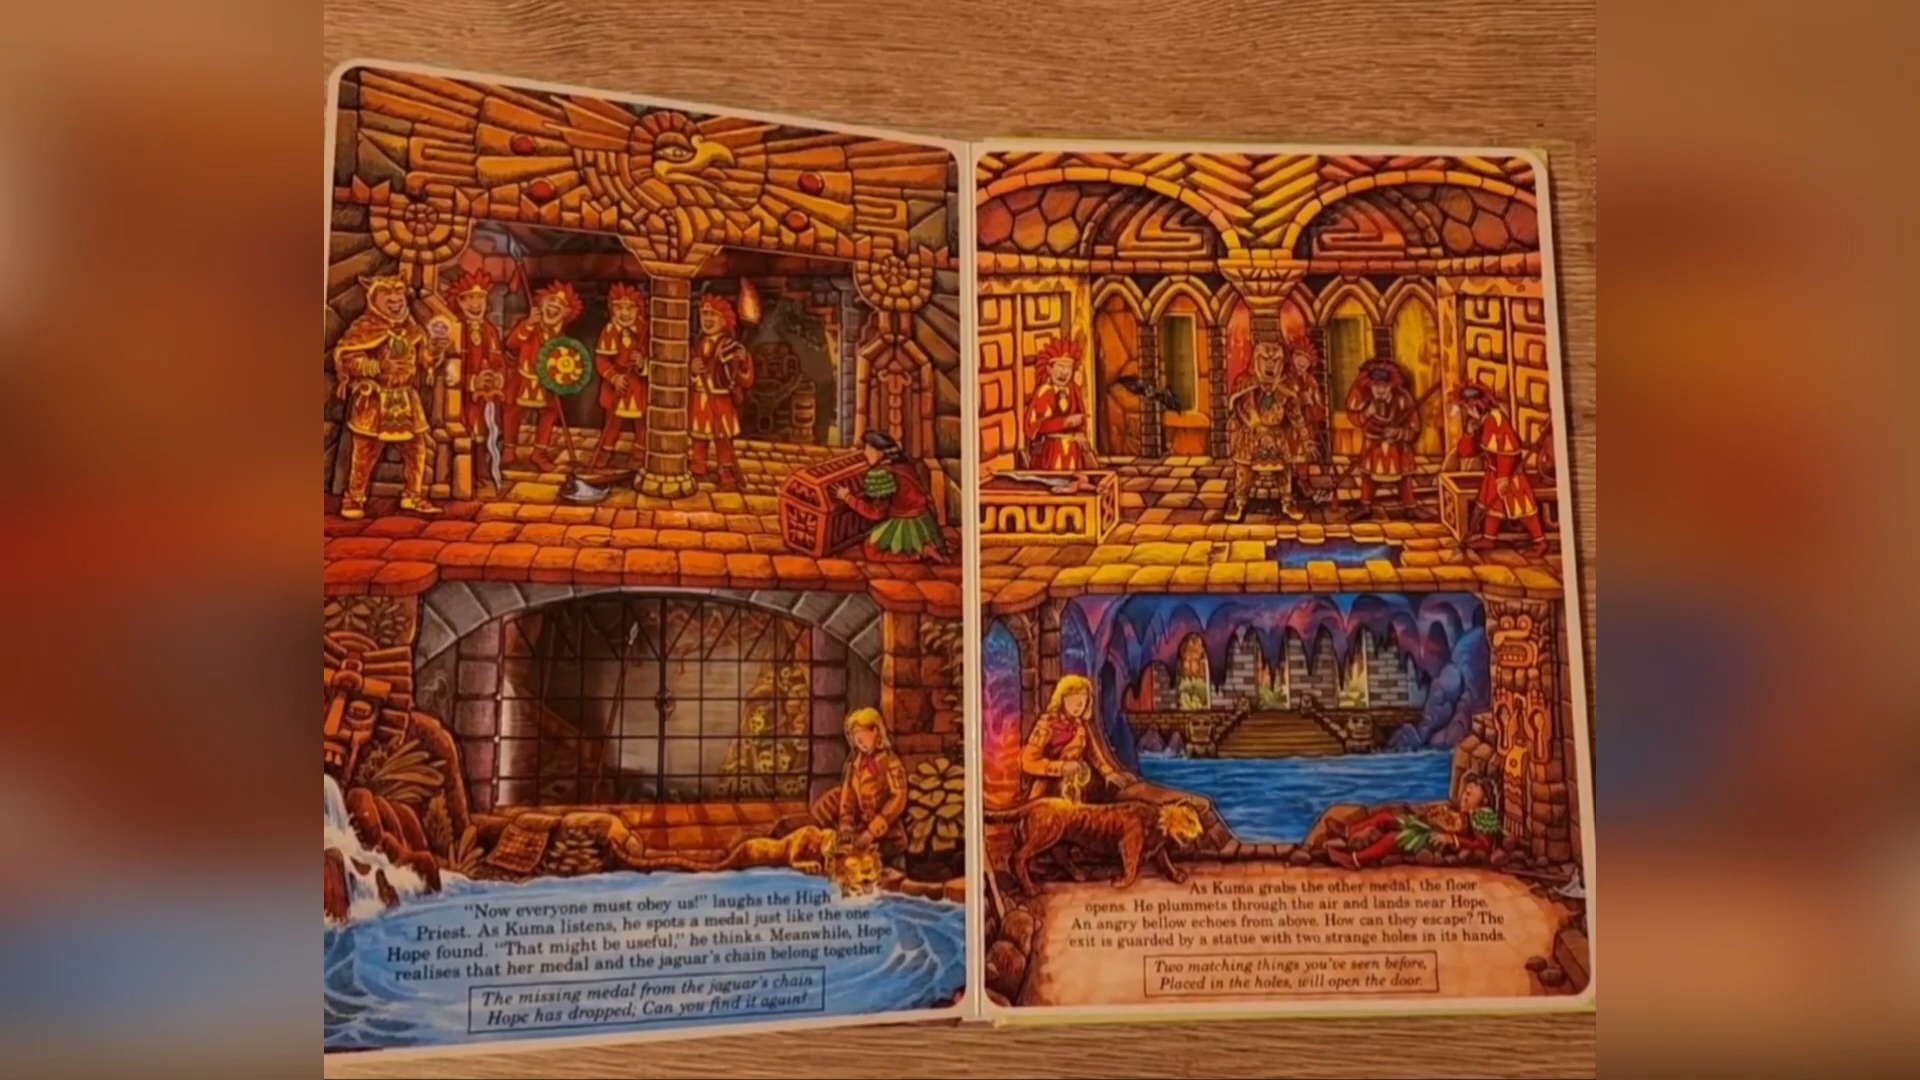 "Now everyone must obey us!" laughs the High
Priest. As Kuma listens, he spots a medal just like the one
Hope found. "That might be useful," he thinks. Meanwhile, Hope
realises that her medal and the jaguar's chain belong together.
The missing medal from the jaguar's chain
Hope has dropped; Can you find it again?
As Kuma grabs the other medal, the floor
opens. He plummets through the air and lands near Hope.
An angry bellow echoes from above. How can they escape? The
exit is guarded by a statue with two strange holes in its hands.
Two matching things you've seen before,
Placed in the holes, will open the door.